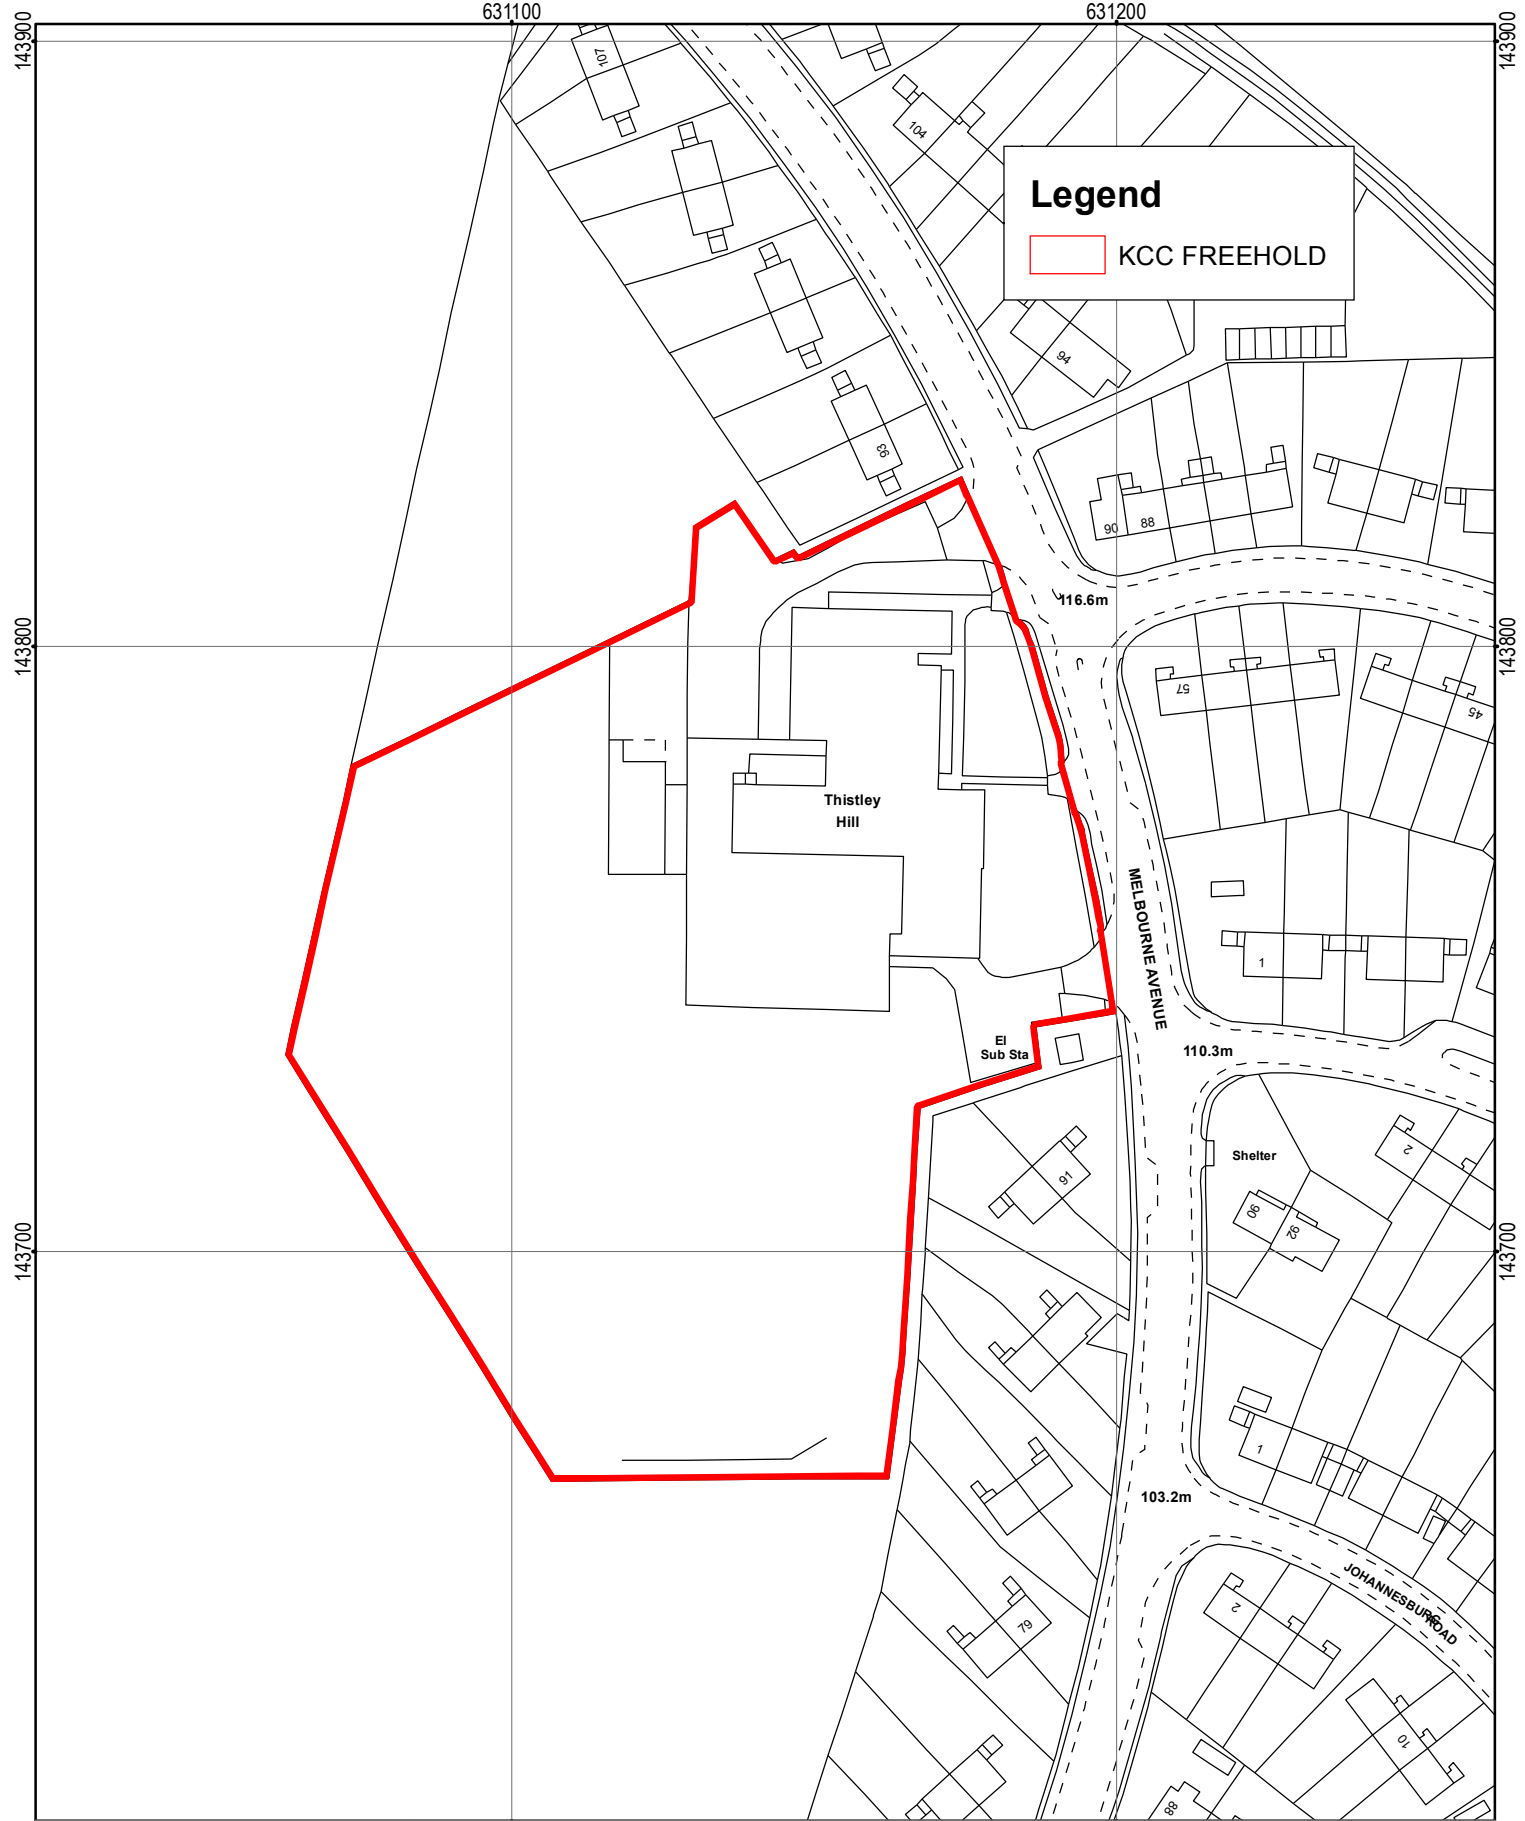 631100
631200
143900
143900
107
104
Legend
KCC FREEHOLD
94
93
90
88
116.6m
143800
143800
57
45
Thistley
Hill
MELBOURNE AVENUE
1
El
Sub Sta
110.3m
91
Shelter
2
90
92
143700
143700
1
103.2m
JOHANNESBURG
ROAD
79
2
10
88